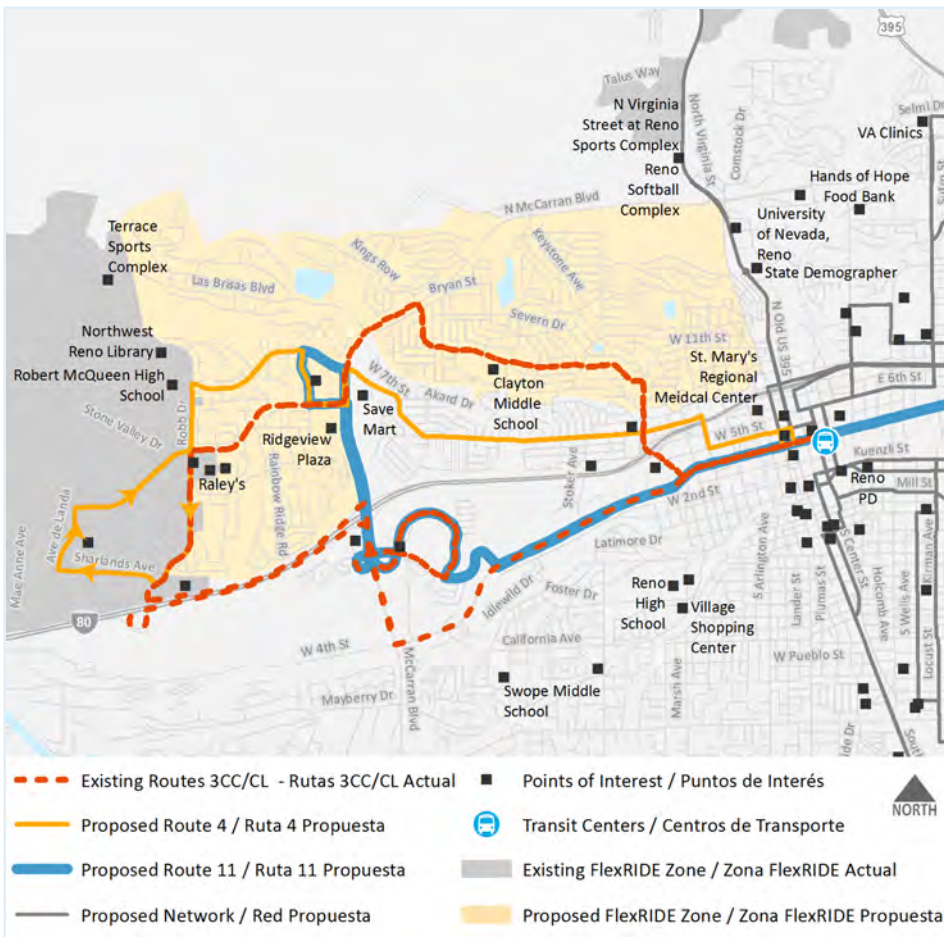 395
Talus Way
N Virginia
Street at Reno
Sports Complex
Reno
Softball
Complex
North Virginia St
Comstock Dr
Selmi Dr
VA Clinics
Hands of Hope
Food Bank
Sutro St
N McCarran Blvd
University
of Nevada,
Reno
State Demographer
Terrace
Sports
Complex
Kings Row
Keystone Ave
Las Brisas Blvd
Bryan St
Severn Dr
N Old US 395
Northwest
Reno Library
Robert McQueen High
School
W 11th St
St. Mary's
Regional
Meidcal Center
E 6th St
W 7th St
Akard Dr
Clayton
Middle
School
Save
Mart
Stone Valley Dr
Robb Dr
Ridgeview
Plaza
W 5th St
Kuenzli St
Mill St
Reno
PD
Raley's
Rainbow Ridge Rd
Stoker Ave
W 2nd St
Mae Anne Ave
Ave de Landa
Sharlands Ave
Latimore Dr
S Arlington Ave
Lander St
Plumas St
S Center St
Holcomb Ave
S Wells Ave
Kirman Ave
Locust St
Idlewild Dr
Foster Dr
Reno
High
School
Village
Shopping
Center
80
W 4th St
McCarran Blvd
California Ave
W Pueblo St
Mayberry Dr
Marsh Ave
Swope Middle
School
Existing Routes 3CC/CL - Rutas 3CC/CL Actual
Points of Interest / Puntos de Interés
Proposed Route 4 / Ruta 4 Propuesta
Transit Centers / Centros de Transporte
NORTH
Proposed Route 11 / Ruta 11 Propuesta
Existing FlexRIDE Zone / Zona FlexRIDE Actual
Proposed Network / Red Propuesta
Proposed FlexRIDE Zone / Zona FlexRIDE Propuesta